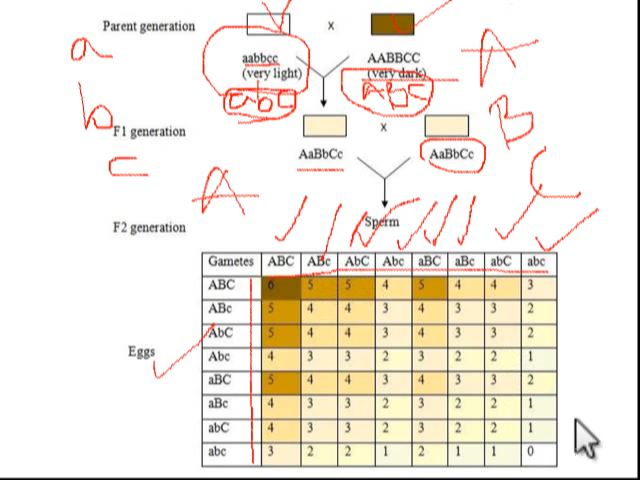 Parent generation x
a aabbcc AABBCC A
(very light) (very dark)
abc ABC
b F1 generation x B
AaBbCc AaBbCc
c A C
F2 generation Sperm
Gametes ABC ABc AbC Abc aBC aBc abC abc
ABC 6 5 5 4 5 4 4 3
ABc 5 4 4 3 4 3 3 2
AbC 5 4 4 3 4 3 3 2
Eggs Abc 4 3 3 2 3 2 2 1
aBC 5 4 4 3 4 3 3 2
aBc 4 3 3 2 3 2 2 1
abC 4 3 3 2 3 2 2 1
abc 3 2 2 1 2 1 1 0